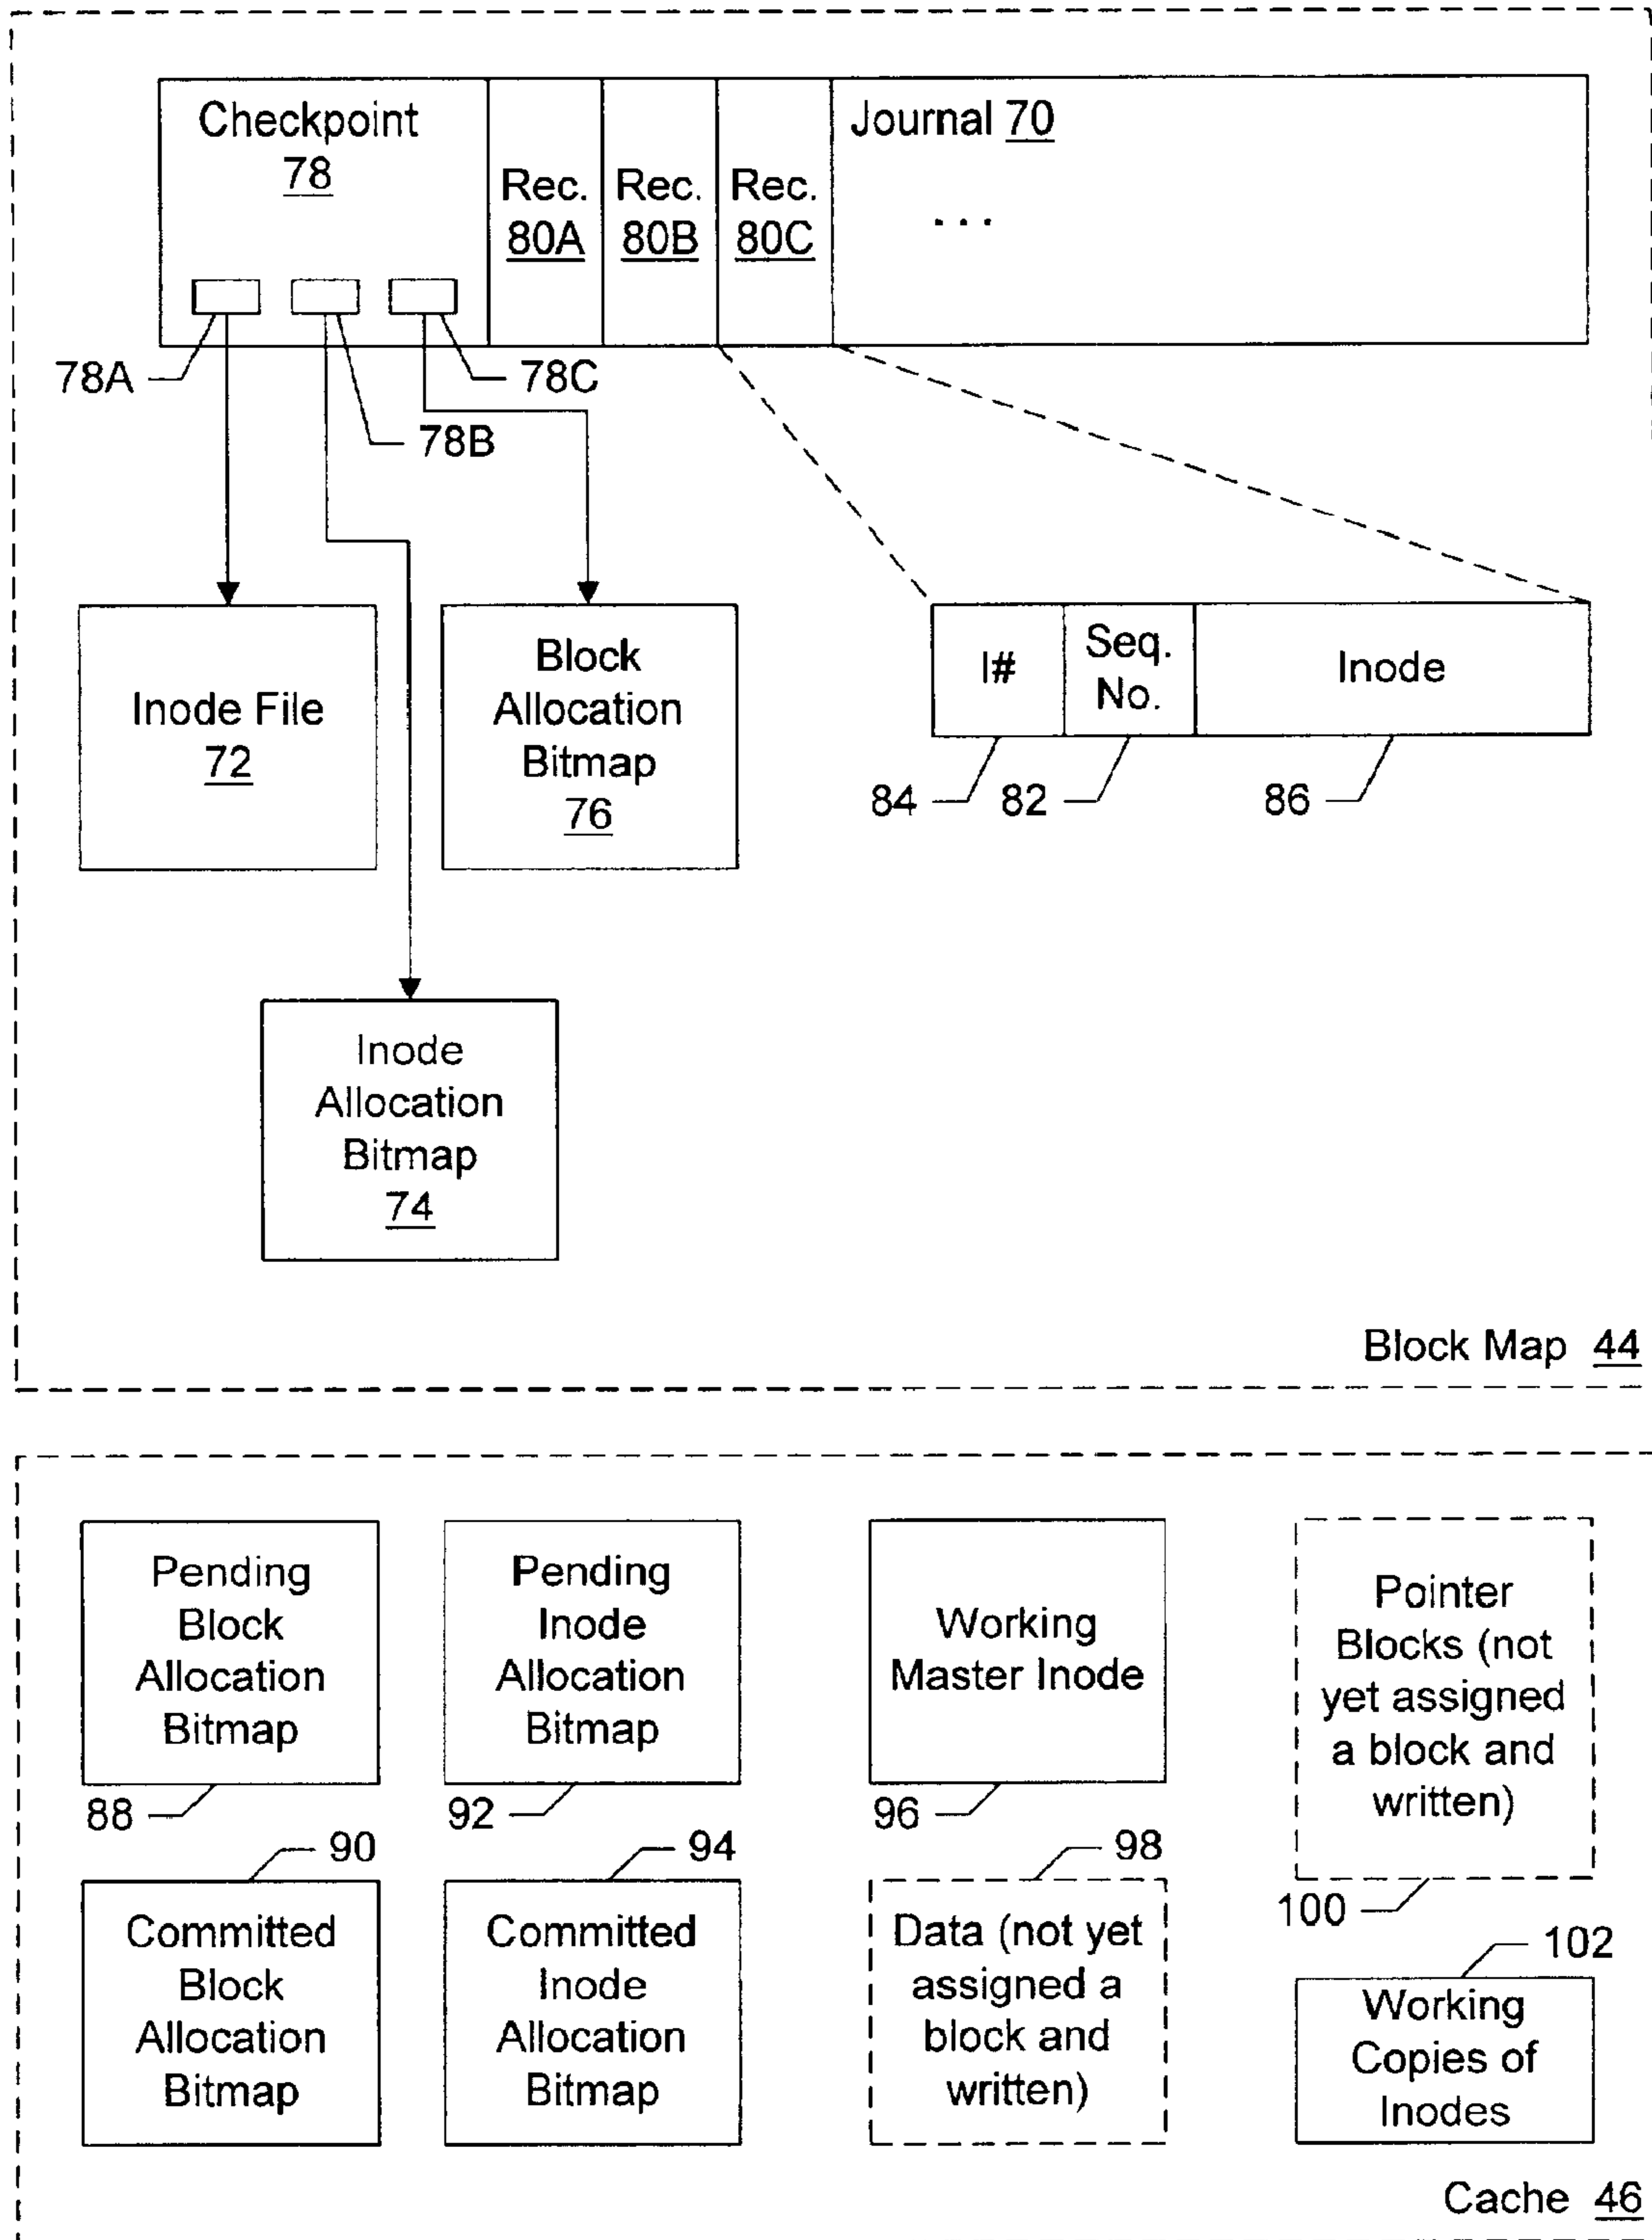 Checkpoint
78
Rec.
80A
Rec.
80B
Rec.
80C
Journal 70
...
78A
78C
78B
Inode File
72
Block
Allocation
Bitmap
76
I#
Seq.
No.
Inode
84
82
86
Inode
Allocation
Bitmap
74
Block Map 44
Pending
Block
Allocation
Bitmap
88
Pending
Inode
Allocation
Bitmap
92
Working
Master Inode
96
Pointer
Blocks (not
yet assigned
a block and
written)
100
90
Committed
Block
Allocation
Bitmap
94
Committed
Inode
Allocation
Bitmap
98
Data (not yet
assigned a
block and
written)
102
Working
Copies of
Inodes
Cache 46